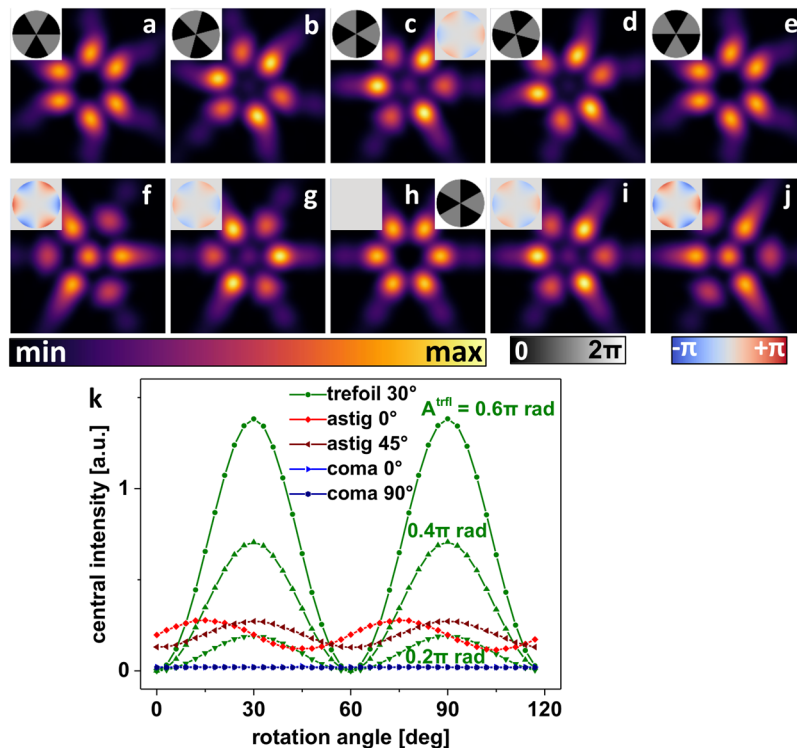 a b c d e
f g h i j
min max 0 2π -π +π
k
trefoil 30°
astig 0°
astig 45°
coma 0°
coma 90°
A^trfl = 0.6π rad
0.4π rad
0.2π rad
central intensity [a.u.]
1
0
0 30 60 90 120
rotation angle [deg]